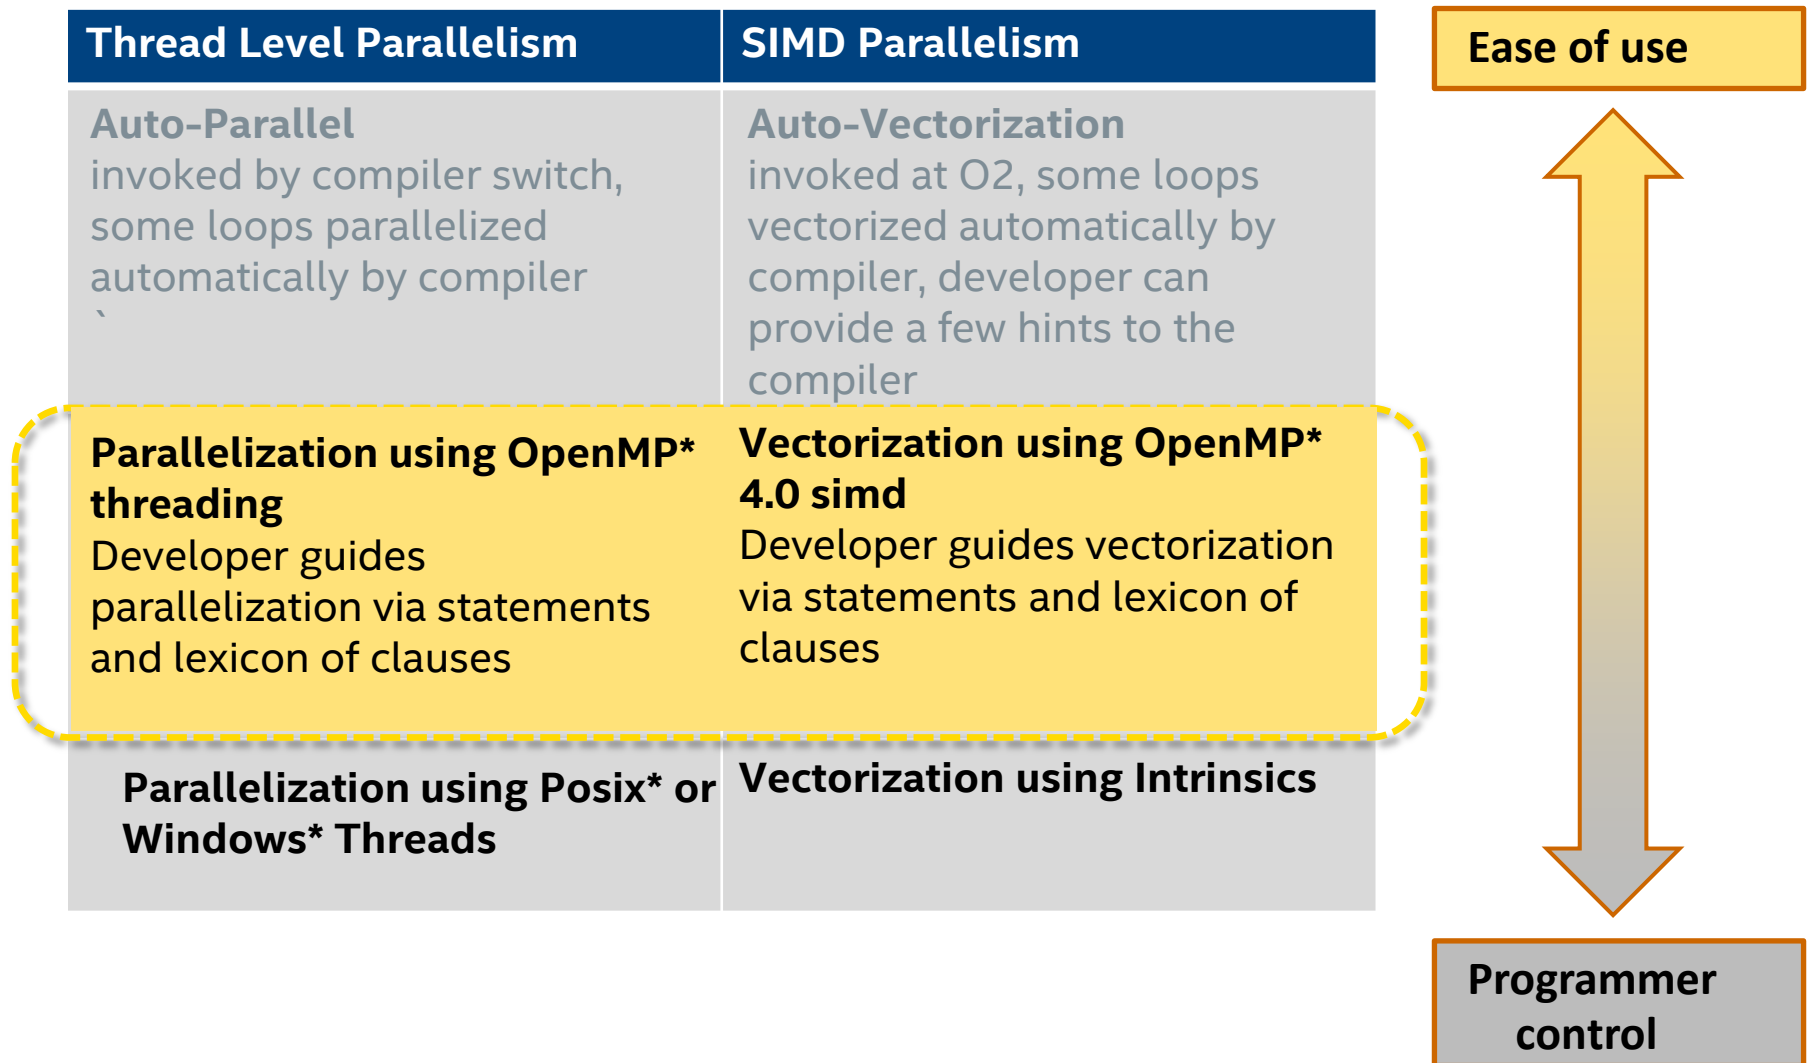 Thread Level Parallelism
SIMD Parallelism
Ease of use
Auto-Parallel
invoked by compiler switch,
some loops parallelized
automatically by compiler
`
Auto-Vectorization
invoked at O2, some loops
vectorized automatically by
compiler, developer can
provide a few hints to the
compiler
Parallelization using OpenMP*
threading
Developer guides
parallelization via statements
and lexicon of clauses
Vectorization using OpenMP*
4.0 simd
Developer guides vectorization
via statements and lexicon of
clauses
Parallelization using Posix* or
Windows* Threads
Vectorization using Intrinsics
Programmer
control